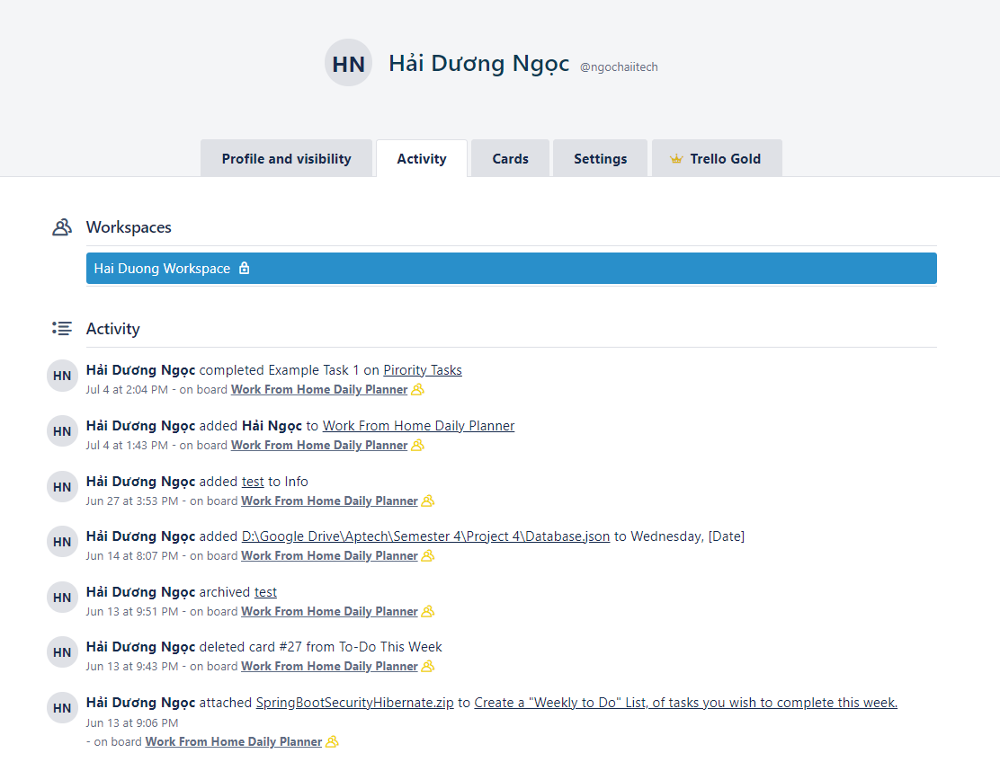 HN Hải Dương Ngọc @ngochaiitech
Profile and visibility Activity Cards Settings Trello Gold
Workspaces
Hai Duong Workspace
Activity
HN Hải Dương Ngọc completed Example Task 1 on Pirority Tasks
Jul 4 at 2:04 PM - on board Work From Home Daily Planner
HN Hải Dương Ngọc added Hải Ngọc to Work From Home Daily Planner
Jul 4 at 1:43 PM - on board Work From Home Daily Planner
HN Hải Dương Ngọc added test to Info
Jun 27 at 3:53 PM - on board Work From Home Daily Planner
HN Hải Dương Ngọc added D:\Google Drive\Aptech\Semester 4\Project 4\Database.json to Wednesday, [Date]
Jun 14 at 8:07 PM - on board Work From Home Daily Planner
HN Hải Dương Ngọc archived test
Jun 13 at 9:51 PM - on board Work From Home Daily Planner
HN Hải Dương Ngọc deleted card #27 from To-Do This Week
Jun 13 at 9:43 PM - on board Work From Home Daily Planner
HN Hải Dương Ngọc attached SpringBootSecurityHibernate.zip to Create a "Weekly to Do" List, of tasks you wish to complete this week.
Jun 13 at 9:06 PM
- on board Work From Home Daily Planner